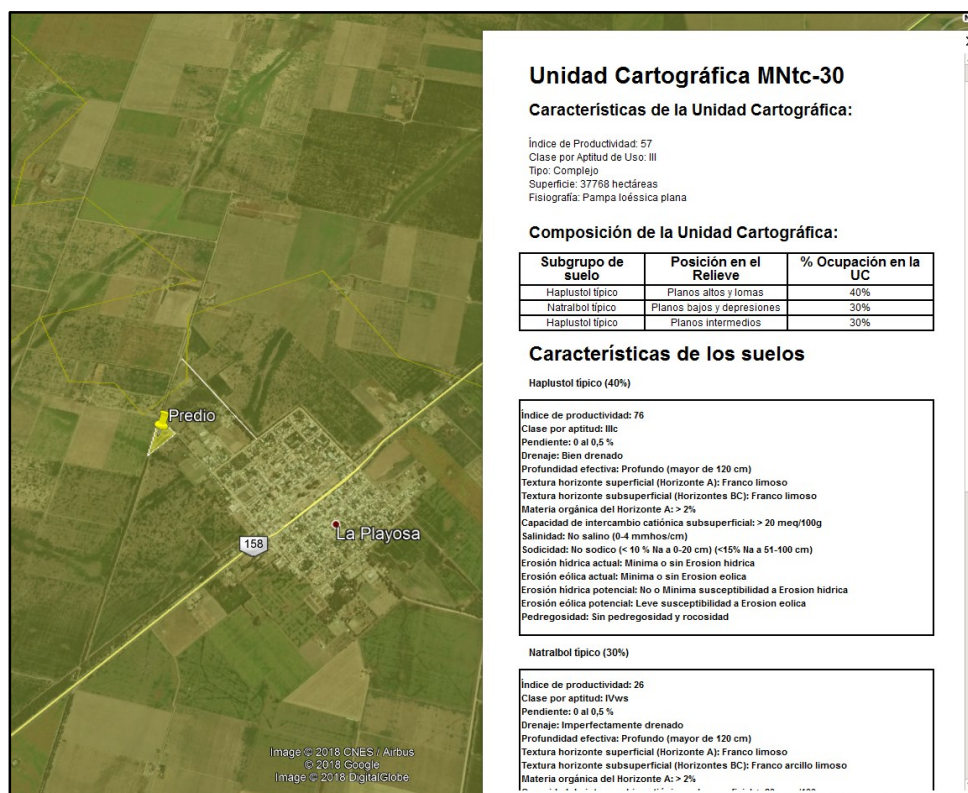 Predio
La Playosa
158
Image © 2018 CNES / Airbus
© 2018 Google
Image © 2018 DigitalGlobe
Unidad Cartográfica MNtc-30
Características de la Unidad Cartográfica:
Índice de Productividad: 57
Clase por Aptitud de Uso: III
Tipo: Complejo
Superficie: 37768 hectáreas
Fisiografía: Pampa loéssica plana
Composición de la Unidad Cartográfica:
Subgrupo de suelo Posición en el Relieve % Ocupación en la UC
Haplustol típico Planos altos y lomas 40%
Natralbol típico Planos bajos y depresiones 30%
Haplustol típico Planos intermedios 30%
Características de los suelos
Haplustol típico (40%)
Índice de productividad: 76
Clase por aptitud: IIIc
Pendiente: 0 al 0,5 %
Drenaje: Bien drenado
Profundidad efectiva: Profundo (mayor de 120 cm)
Textura horizonte superficial (Horizonte A): Franco limoso
Textura horizonte subsuperficial (Horizontes BC): Franco limoso
Materia orgánica del Horizonte A: > 2%
Capacidad de intercambio catiónica subsuperficial: > 20 meq/100g
Salinidad: No salino (0-4 mmhos/cm)
Sodicidad: No sodico (< 10 % Na a 0-20 cm) (<15% Na a 51-100 cm)
Erosión hídrica actual: Minima o sin Erosion hidrica
Erosión eólica actual: Minima o sin Erosion eolica
Erosión hídrica potencial: No o Minima susceptibilidad a Erosion hidrica
Erosión eólica potencial: Leve susceptibilidad a Erosion eolica
Pedregosidad: Sin pedregosidad y rocosidad
Natralbol típico (30%)
Índice de productividad: 26
Clase por aptitud: IVws
Pendiente: 0 al 0,5 %
Drenaje: Imperfectamente drenado
Profundidad efectiva: Profundo (mayor de 120 cm)
Textura horizonte superficial (Horizonte A): Franco limoso
Textura horizonte subsuperficial (Horizontes BC): Franco arcillo limoso
Materia orgánica del Horizonte A: > 2%